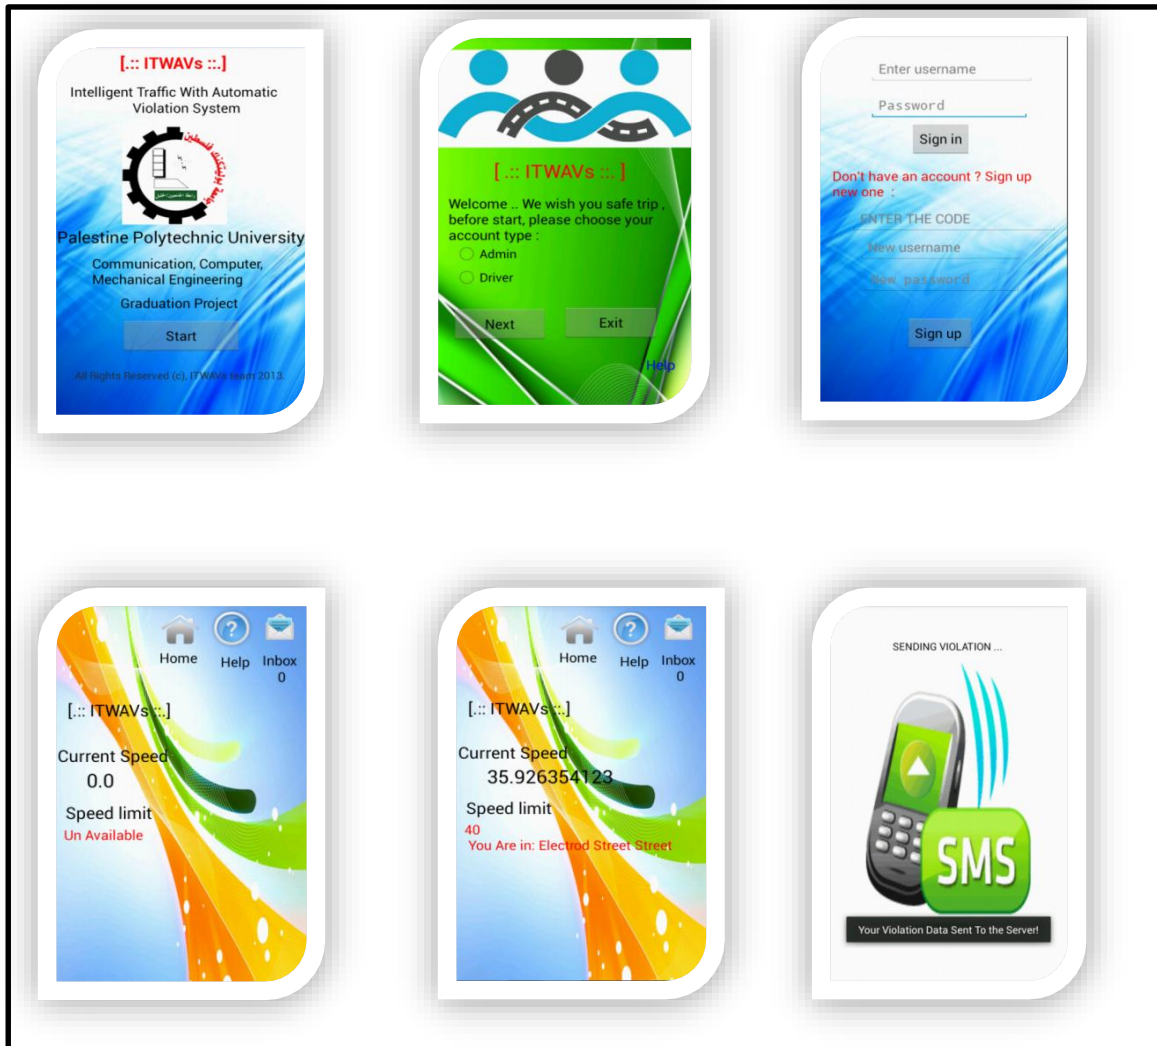 [.:: ITWAVs ::.]
Intelligent Traffic With Automatic
Violation System
Palestine Polytechnic University
Communication, Computer,
Mechanical Engineering
Graduation Project
Start
All Rights Reserved (c), ITWAVs team 2013.
[ .:: ITWAVs ::. ]
Welcome .. We wish you safe trip ,
before start, please choose your
account type :
Admin
Driver
Next
Exit
Help
Enter username
Password
Sign in
Don't have an account ? Sign up
new one :
ENTER THE CODE
New username
New password
Sign up
Home
Help
Inbox
0
[.:: ITWAVs ::.]
Current Speed
0.0
Speed limit
Un Available
Home
Help
Inbox
0
[.:: ITWAVs ::.]
Current Speed
35.926354123
Speed limit
40
You Are in: Electrod Street Street
SENDING VIOLATION ...
SMS
Your Violation Data Sent To the Server!